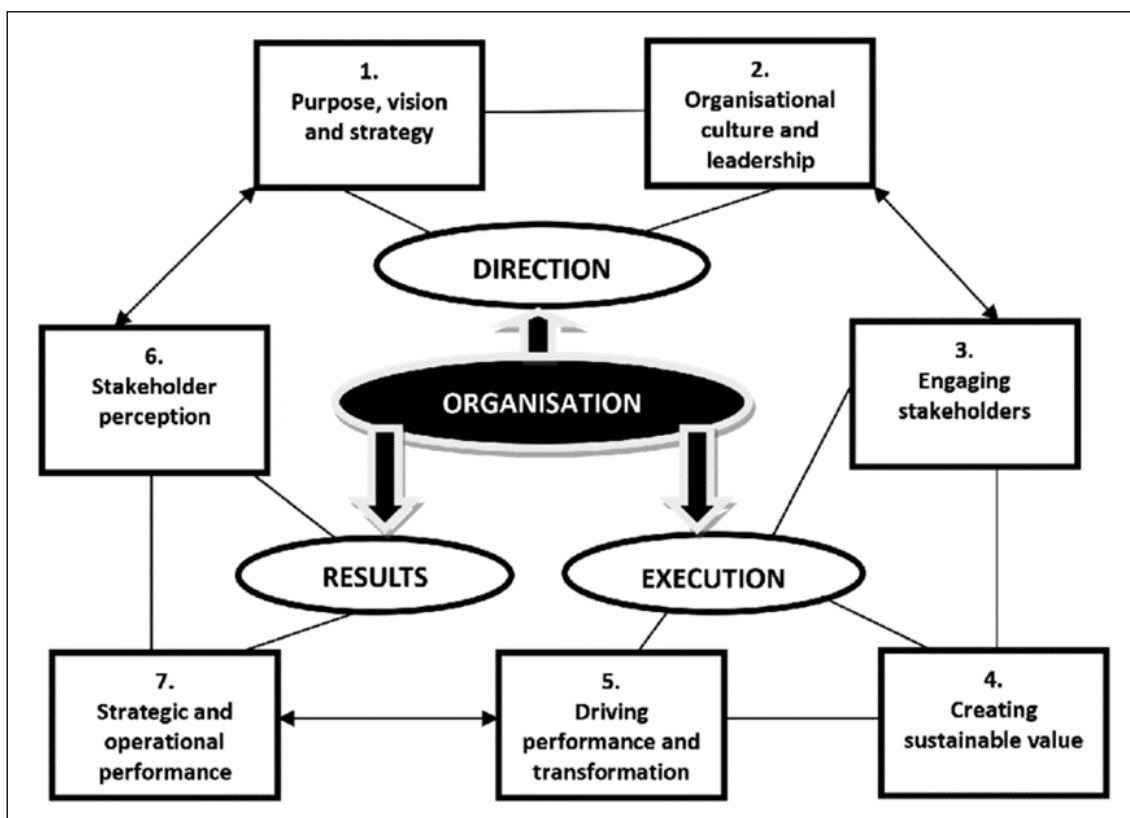 1.
Purpose, vision
and strategy
2.
Organisational
culture and
leadership
DIRECTION
6.
Stakeholder
perception
ORGANISATION
3.
Engaging
stakeholders
RESULTS
EXECUTION
7.
Strategic and
operational
performance
5.
Driving
performance and
transformation
4.
Creating
sustainable value